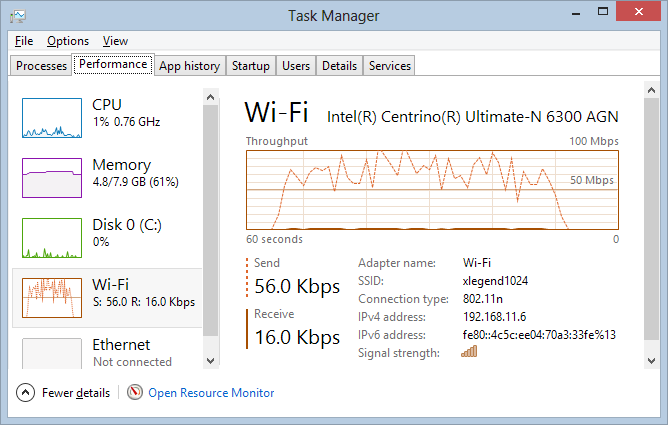 Task Manager
File Options View
Processes Performance App history Startup Users Details Services
CPU
1% 0.76 GHz
Memory
4.8/7.9 GB (61%)
Disk 0 (C:)
0%
Wi-Fi
S: 56.0 R: 16.0 Kbps
Ethernet
Not connected
Wi-Fi Intel(R) Centrino(R) Ultimate-N 6300 AGN
Throughput 100 Mbps
50 Mbps
60 seconds 0
Send
56.0 Kbps
Receive
16.0 Kbps
Adapter name: Wi-Fi
SSID: xlegend1024
Connection type: 802.11n
IPv4 address: 192.168.11.6
IPv6 address: fe80::4c5c:ee04:70a3:33fe%13
Signal strength:
Fewer details Open Resource Monitor